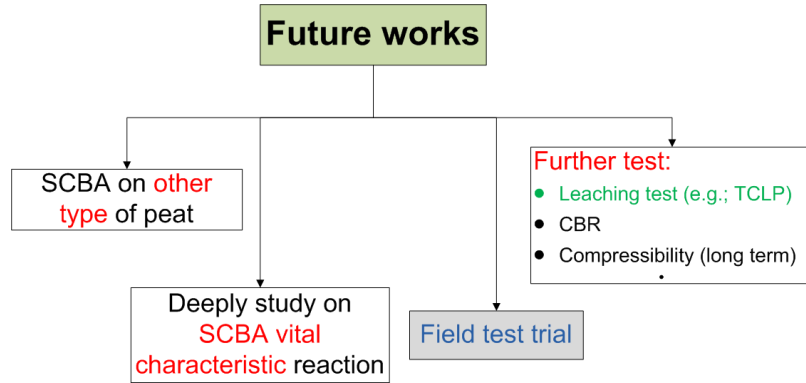 Future works
SCBA on other
type of peat
Deeply study on
SCBA vital
characteristic reaction
Field test trial
Further test:
● Leaching test (e.g.; TCLP)
● CBR
● Compressibility (long term)
•